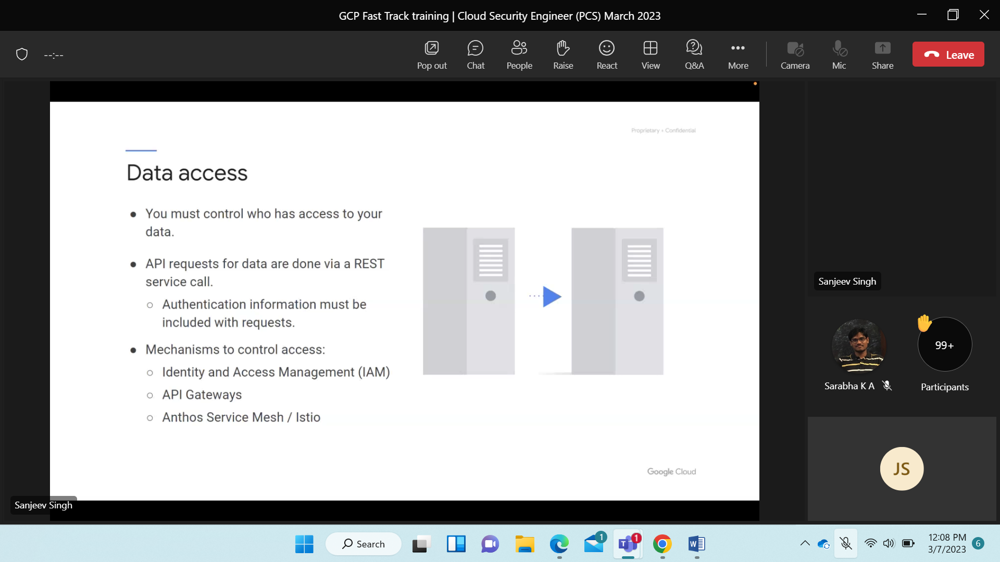 GCP Fast Track training | Cloud Security Engineer (PCS) March 2023
--:--
Pop out
Chat
People
Raise
React
View
Q&A
More
Camera
Mic
Share
Leave
Proprietary + Confidential
Data access
● You must control who has access to your
data.
● API requests for data are done via a REST
service call.
○ Authentication information must be
included with requests.
● Mechanisms to control access:
○ Identity and Access Management (IAM)
○ API Gateways
○ Anthos Service Mesh / Istio
Google Cloud
Sanjeev Singh
Sanjeev Singh
Sarabha K A
99+
Participants
JS
Search
1
T
1
W
12:08 PM
3/7/2023
6